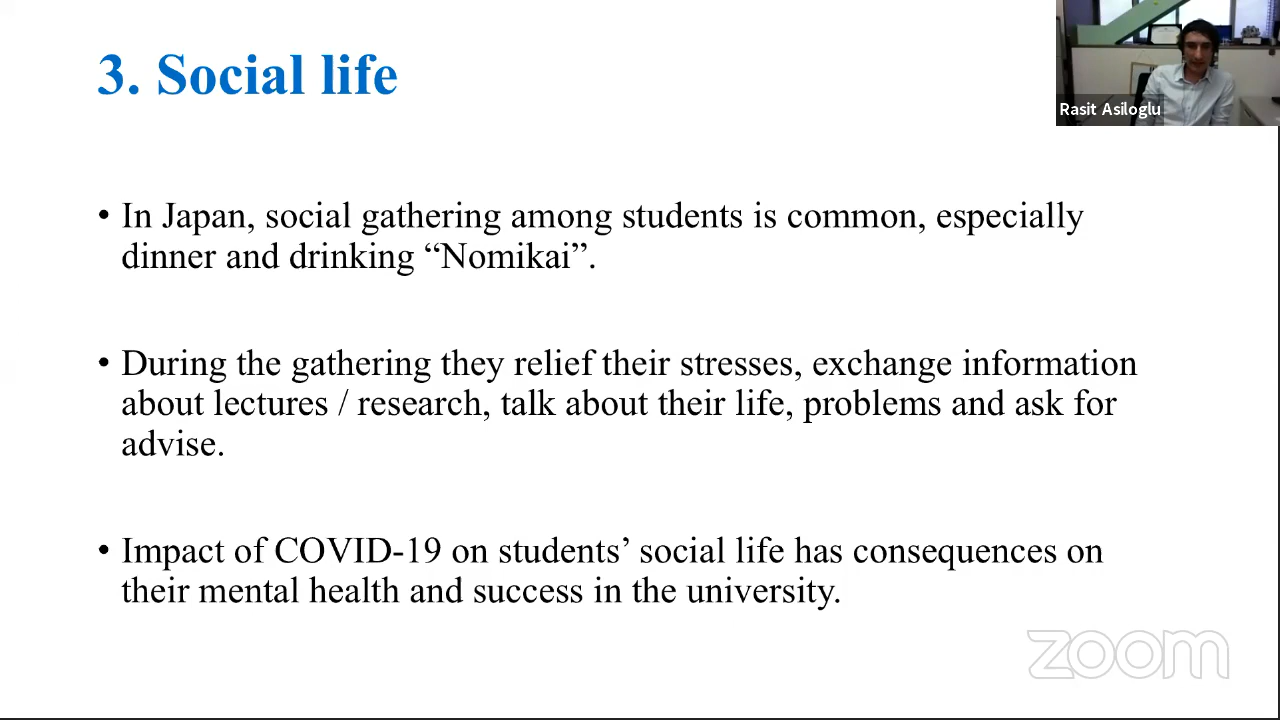 3. Social life
Rasit Asiloglu
• In Japan, social gathering among students is common, especially
dinner and drinking “Nomikai”.
• During the gathering they relief their stresses, exchange information
about lectures / research, talk about their life, problems and ask for
advise.
• Impact of COVID-19 on students’ social life has consequences on
their mental health and success in the university.
zoom